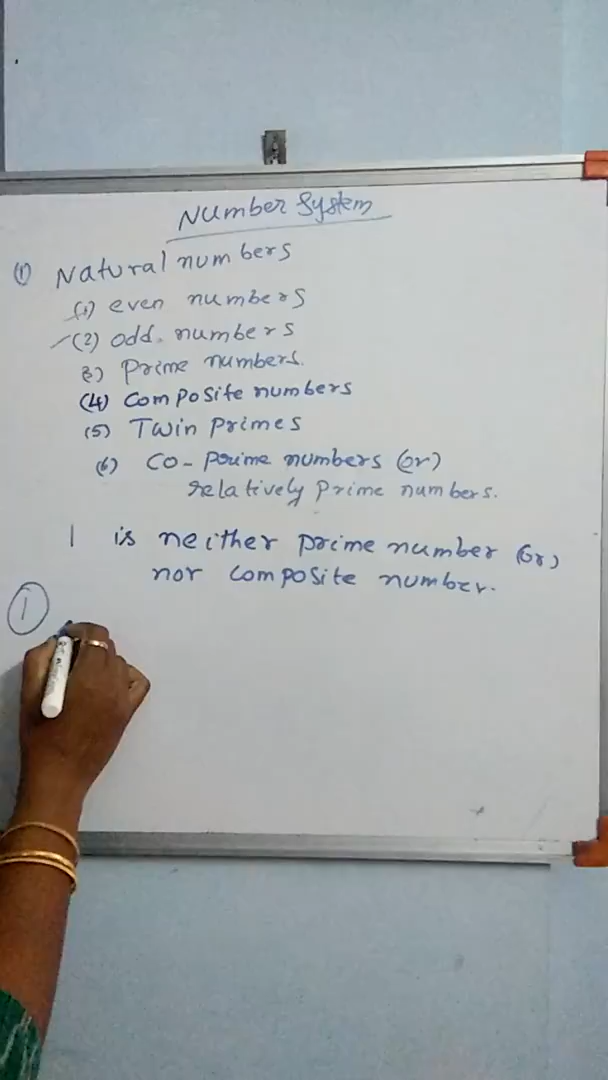 Number System
(1) Natural numbers
(1) even numbers
(2) odd. numbers
3) Prime numbers.
(4) Composite numbers
(5) Twin Primes
(6) Co-prime numbers (or)
relatively prime numbers.
1 is neither prime number (or)
nor composite number.
1